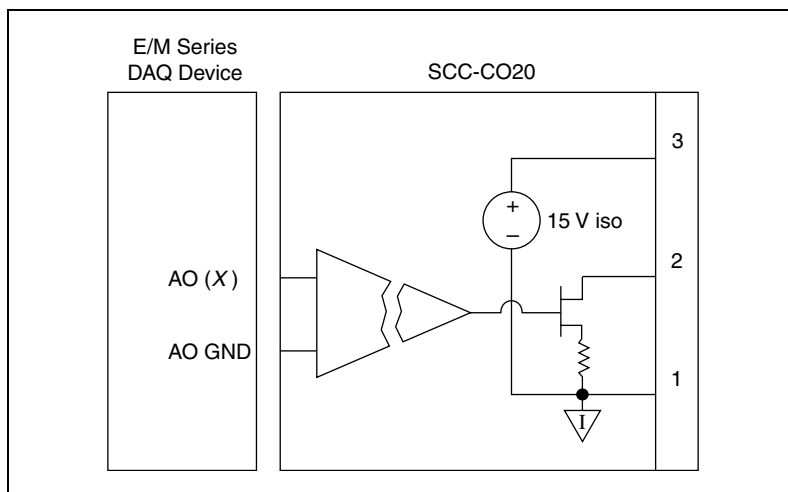 E/M Series
DAQ Device
SCC-CO20
3
+
–
15 V iso
2
AO (X)
AO GND
1
I